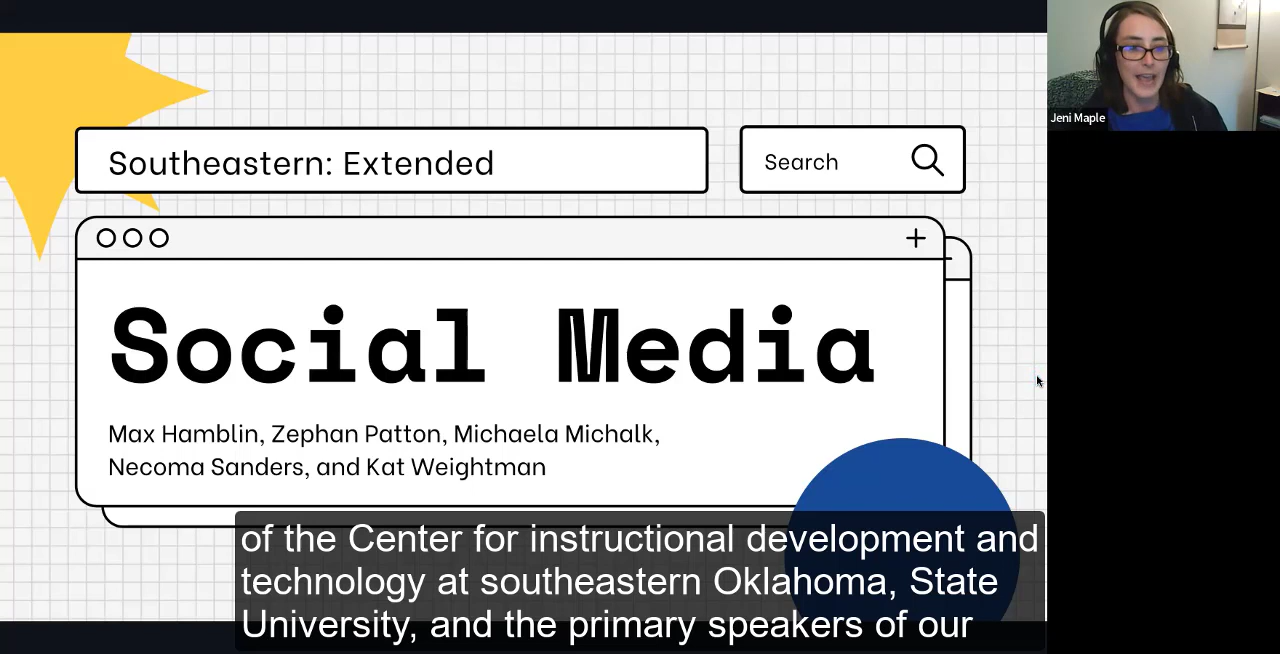 Jeni Maple
Southeastern: Extended
Search
Social Media
Max Hamblin, Zephan Patton, Michaela Michalk,
Necoma Sanders, and Kat Weightman
of the Center for instructional development and
technology at southeastern Oklahoma, State
University, and the primary speakers of our